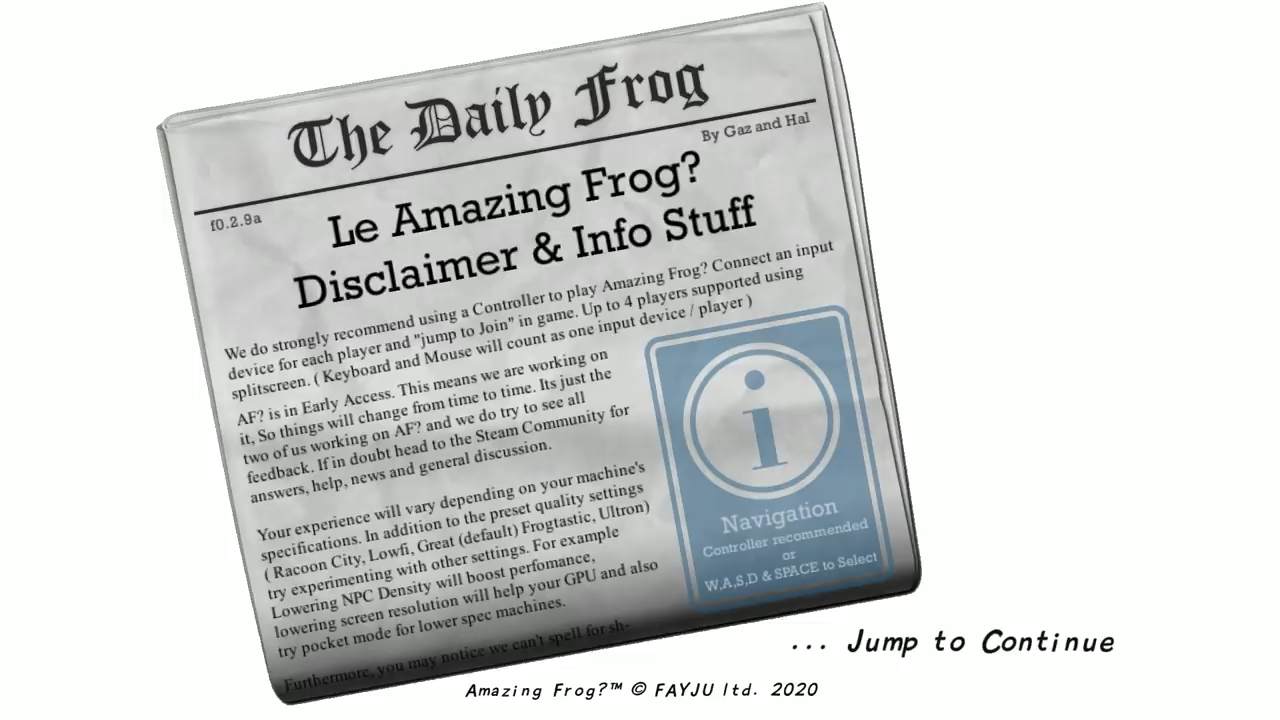 The Daily Frog
By Gaz and Hal
f0.2.9a
Le Amazing Frog?
Disclaimer & Info Stuff
We do strongly recommend using a Controller to play Amazing Frog? Connect an input
device for each player and "jump to Join" in game. Up to 4 players supported using
splitscreen. ( Keyboard and Mouse will count as one input device / player )
AF? is in Early Access. This means we are working on
it, So things will change from time to time. Its just the
two of us working on AF? and we do try to see all
feedback. If in doubt head to the Steam Community for
answers, help, news and general discussion.
Your experience will vary depending on your machine's
specifications. In addition to the preset quality settings
( Racoon City, Lowfi, Great (default) Frogtastic, Ultron)
try experimenting with other settings. For example
Lowering NPC Density will boost perfomance,
lowering screen resolution will help your GPU and also
try pocket mode for lower spec machines.
Furthermore, you may notice we can't spell for sh-
i
Navigation
Controller recommended
or
W,A,S,D & SPACE to Select
... Jump to Continue
Amazing Frog?™ © FAYJU ltd. 2020